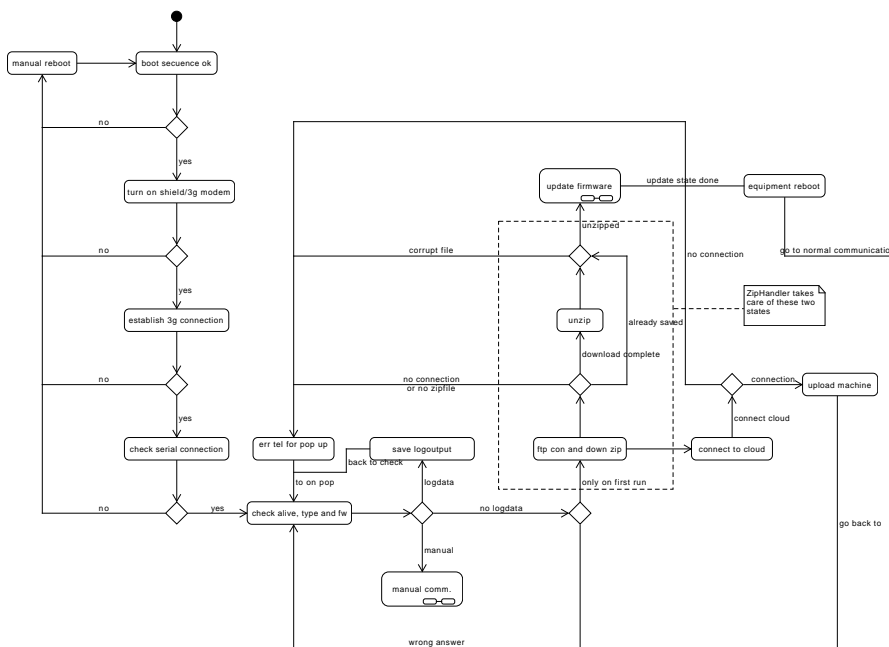 manual reboot
boot secuence ok
no
yes
turn on shield/3g modem
update firmware
update state done
equipment reboot
unzipped
no
corrupt file
no connection
go to normal communicatio
yes
ZipHandler takes
care of these two
states
establish 3g connection
unzip
already saved
download complete
no
no connection
or no zipfile
connection
upload machine
yes
connect cloud
check serial connection
err tel for pop up
save logoutput
ftp con and down zip
connect to cloud
back to check
to on pop
logdata
only on first run
no
yes
check alive, type and fw
no logdata
go back to
manual
manual comm.
wrong answer